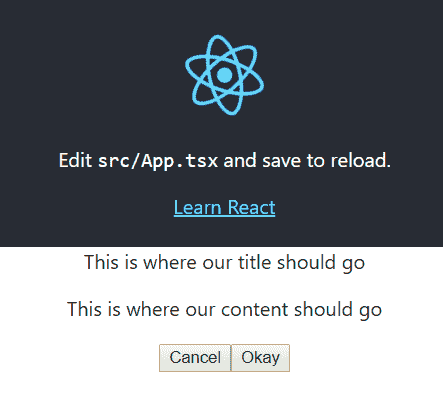 Edit src/App.tsx and save to reload.
Learn React
This is where our title should go
This is where our content should go
Cancel Okay